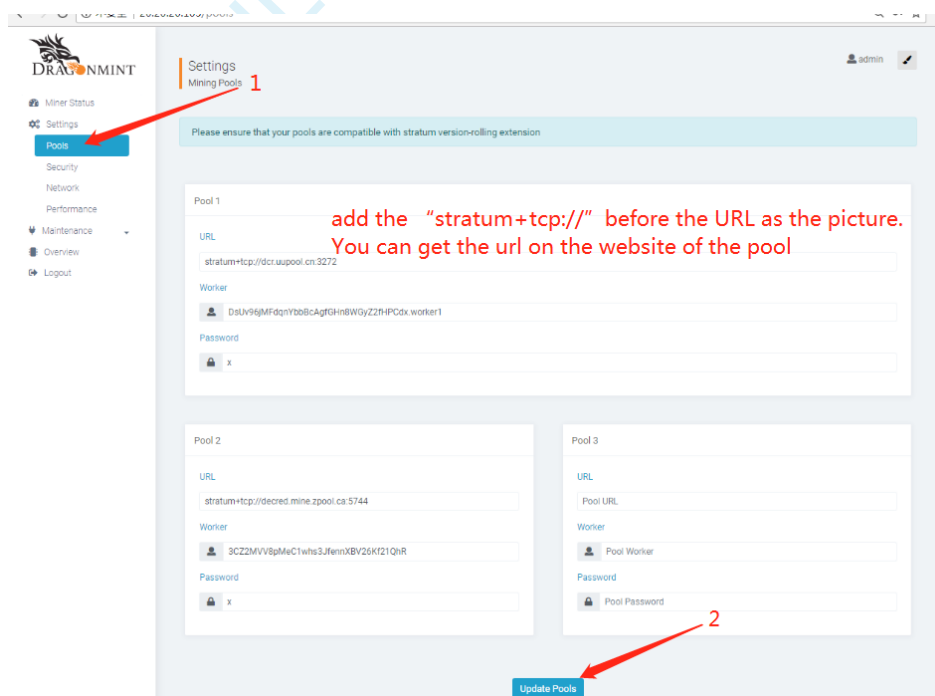 DRAGONMINT
Miner Status
Settings
Pools
Security
Network
Performance
Maintenance
Overview
Logout
Settings
Mining Pools
1
admin
Please ensure that your pools are compatible with stratum version-rolling extension
Pool 1
add the “stratum+tcp://” before the URL as the picture.
You can get the url on the website of the pool
URL
stratum+tcp://dcr.uupool.cn:3272
Worker
DsUv96jMFdqnYbbBcAgfGHn8WGyZ2fHPCdx.worker1
Password
x
Pool 2
URL
stratum+tcp://decred.mine.zpool.ca:5744
Worker
3CZ2MVV8pMeC1whs3JfennXBV26Kf21QhR
Password
x
Pool 3
URL
Pool URL
Worker
Pool Worker
Password
Pool Password
2
Update Pools